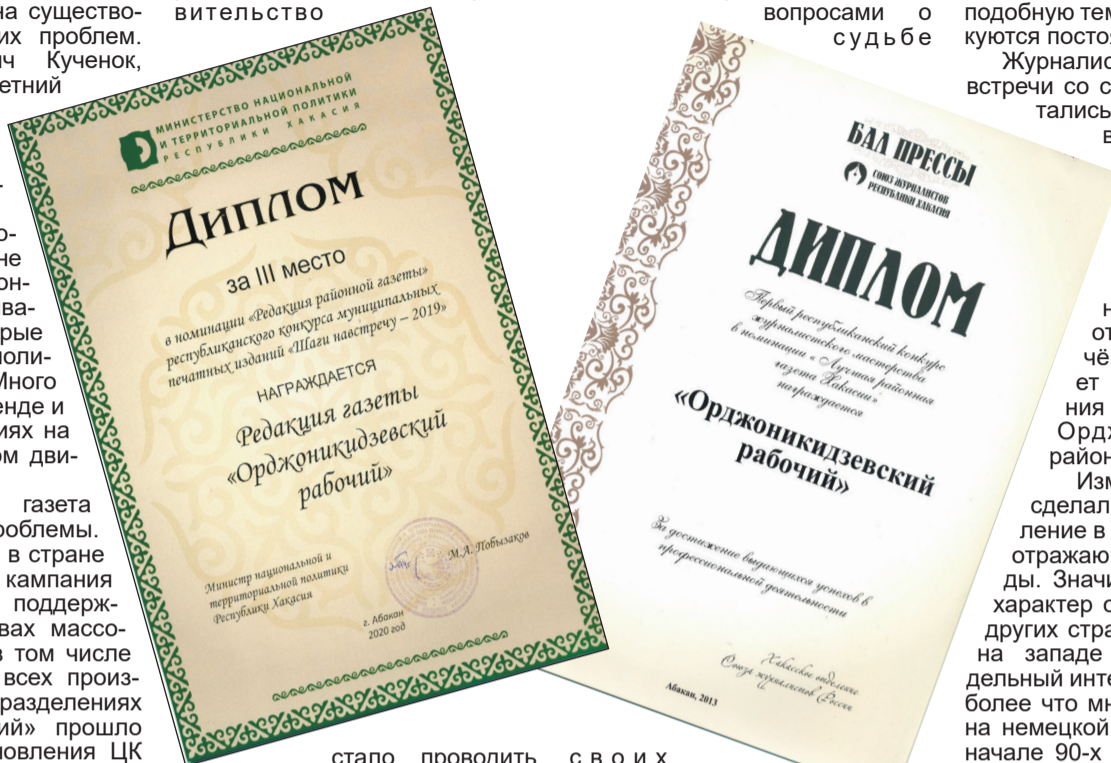 на существо-
их проблем.
ич Кученок,
етний
о-
не
он-
ва-
рые
поли-
Много
енде и
иях на
ом дви-
газета
роблемы.
в стране
кампания
поддерж-
вах массо-
в том числе
всех произ-
разделениях
ий» прошло
новления ЦК
вительство
МИНИСТЕРСТВО НАЦИОНАЛЬНОЙ
И ТЕРРИТОРИАЛЬНОЙ ПОЛИТИКИ
РЕСПУБЛИКИ ХАКАСИЯ
ДИПЛОМ
за III место
в номинации «Редакция районной газеты»
республиканского конкурса муниципальных
печатных изданий «Шаги навстречу – 2019»
НАГРАЖДАЕТСЯ
Редакция газеты
«Орджоникидзевский
рабочий»
Министр национальной и
территориальной политики
Республики Хакасия
М.А. Побызаков
г. Абакан
2020 год
стало проводить своих
вопросами о
судьбе
БАЛ ПРЕССЫ
СОЮЗ ЖУРНАЛИСТОВ
РЕСПУБЛИКИ ХАКАСИЯ
ДИПЛОМ
Первый республиканский конкурс
журналистского мастерства
в номинации « Лучшая районная
газета Хакасии»
награждается
«Орджоникидзевский
рабочий»
За достижение выдающихся успехов в
профессиональной деятельности
Хакасское отделение
Союза журналистов России
Абакан, 2013
подобную тем
куются постоя
Журналис
встречи со с
тались
в
н
от
чё
ет
ния
Ордж
район
Изм
сделал
ление в
отражаю
ды. Значи
характер о
других стра
на западе
дельный инте
более что мн
на немецкой
начале 90-х